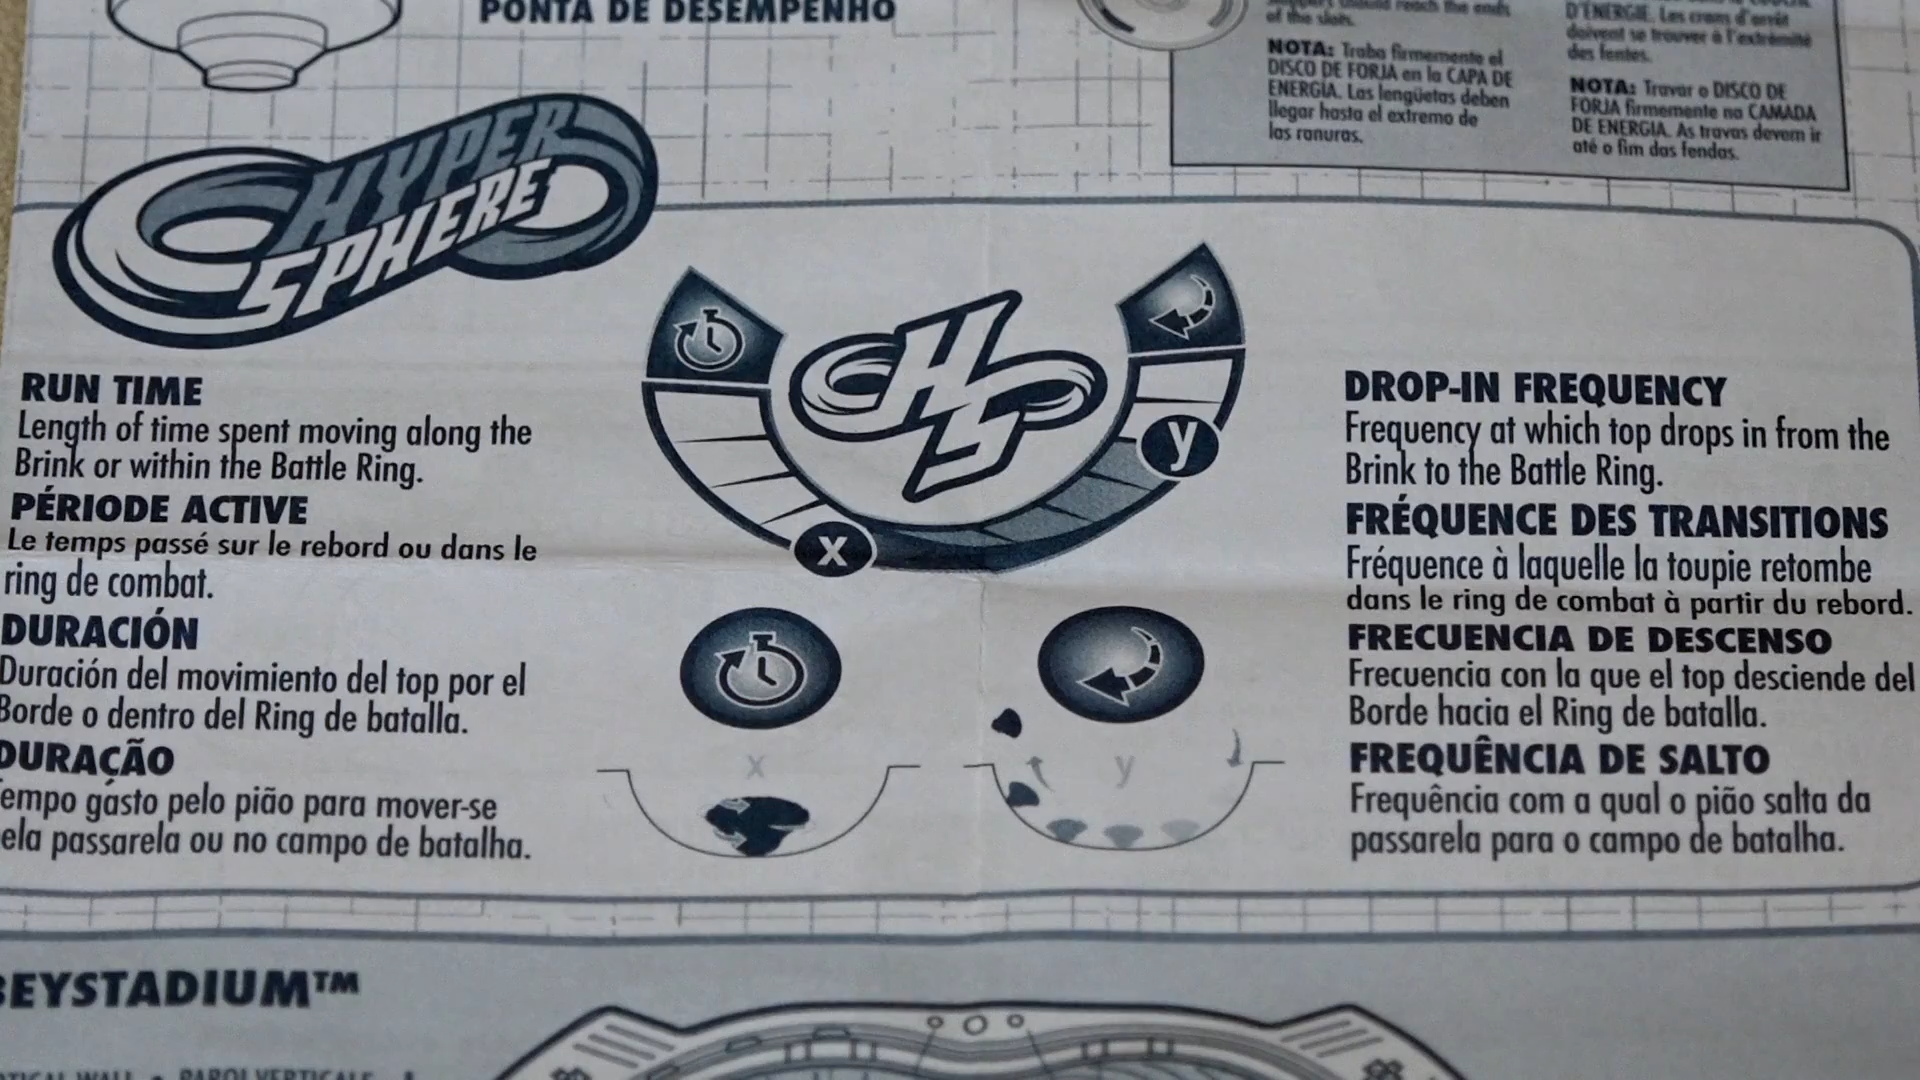 PONTA DE DESEMPENHO
of the slots.
NOTA: Traba firmemente el
DISCO DE FORJA en la CAPA DE
ENERGÍA. Las lengüetas deben
llegar hasta el extremo de
las ranuras.
D'ÉNERGIE. Les crans d'arrêt
doivent se trouver à l'extrémité
des fentes.
NOTA: Travar o DISCO DE
FORJA firmemente na CAMADA
DE ENERGIA. As travas devem ir
até o fim das fendas.
HYPER
SPHERE
HS
RUN TIME
Length of time spent moving along the
Brink or within the Battle Ring.
PÉRIODE ACTIVE
Le temps passé sur le rebord ou dans le
ring de combat.
DURACIÓN
Duración del movimiento del top por el
Borde o dentro del Ring de batalla.
DURAÇÃO
empo gasto pelo pião para mover-se
ela passarela ou no campo de batalha.
y
x
x
y
DROP-IN FREQUENCY
Frequency at which top drops in from the
Brink to the Battle Ring.
FRÉQUENCE DES TRANSITIONS
Fréquence à laquelle la toupie retombe
dans le ring de combat à partir du rebord.
FRECUENCIA DE DESCENSO
Frecuencia con la que el top desciende del
Borde hacia el Ring de batalla.
FREQUÊNCIA DE SALTO
Frequência com a qual o pião salta da
passarela para o campo de batalha.
BEYSTADIUM™
WALL • PAROI VERTICALE